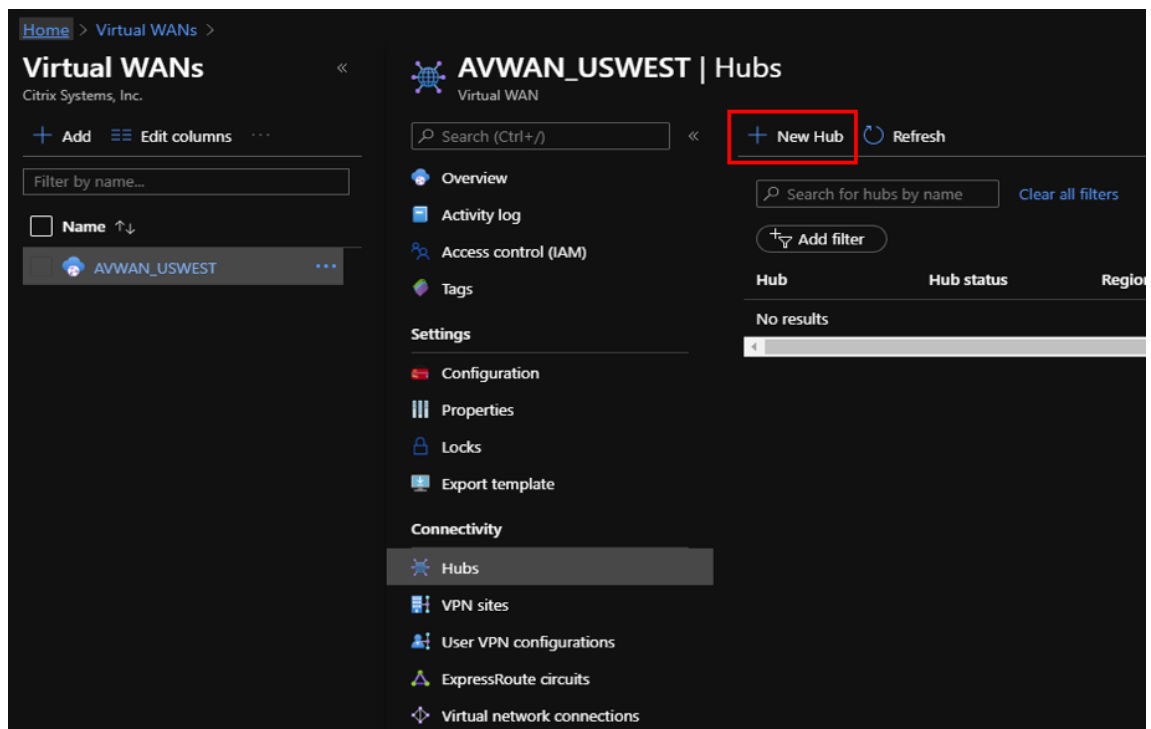 Home > Virtual WANs >
Virtual WANs «
Citrix Systems, Inc.
+ Add Edit columns ...
Filter by name...
Name ↑↓
AVWAN_USWEST ...
AVWAN_USWEST | Hubs
Virtual WAN
Search (Ctrl+/) «
Overview
Activity log
Access control (IAM)
Tags
Settings
Configuration
Properties
Locks
Export template
Connectivity
Hubs
VPN sites
User VPN configurations
ExpressRoute circuits
Virtual network connections
+ New Hub Refresh
Search for hubs by name Clear all filters
Add filter
Hub Hub status Region
No results